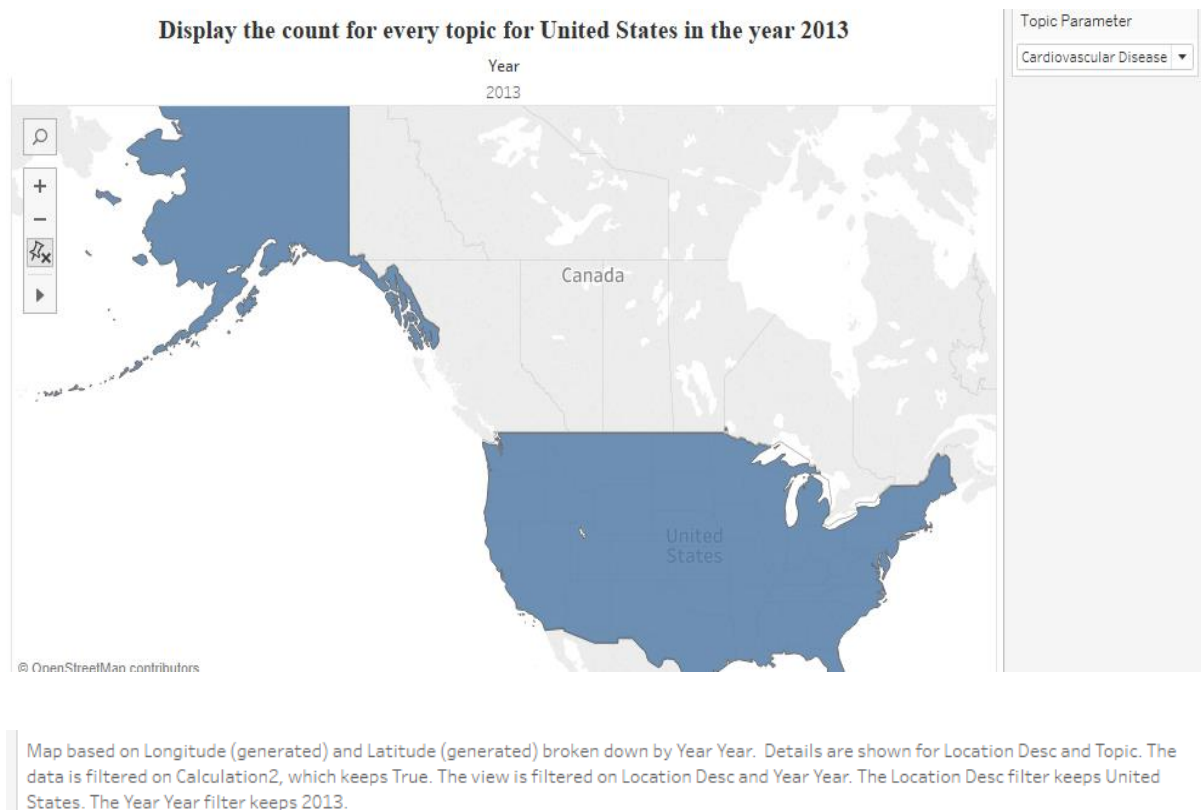 Display the count for every topic for United States in the year 2013
Year
2013
Topic Parameter
Cardiovascular Disease
Canada
United
States
© OpenStreetMap contributors
Map based on Longitude (generated) and Latitude (generated) broken down by Year Year. Details are shown for Location Desc and Topic. The
data is filtered on Calculation2, which keeps True. The view is filtered on Location Desc and Year Year. The Location Desc filter keeps United
States. The Year Year filter keeps 2013.